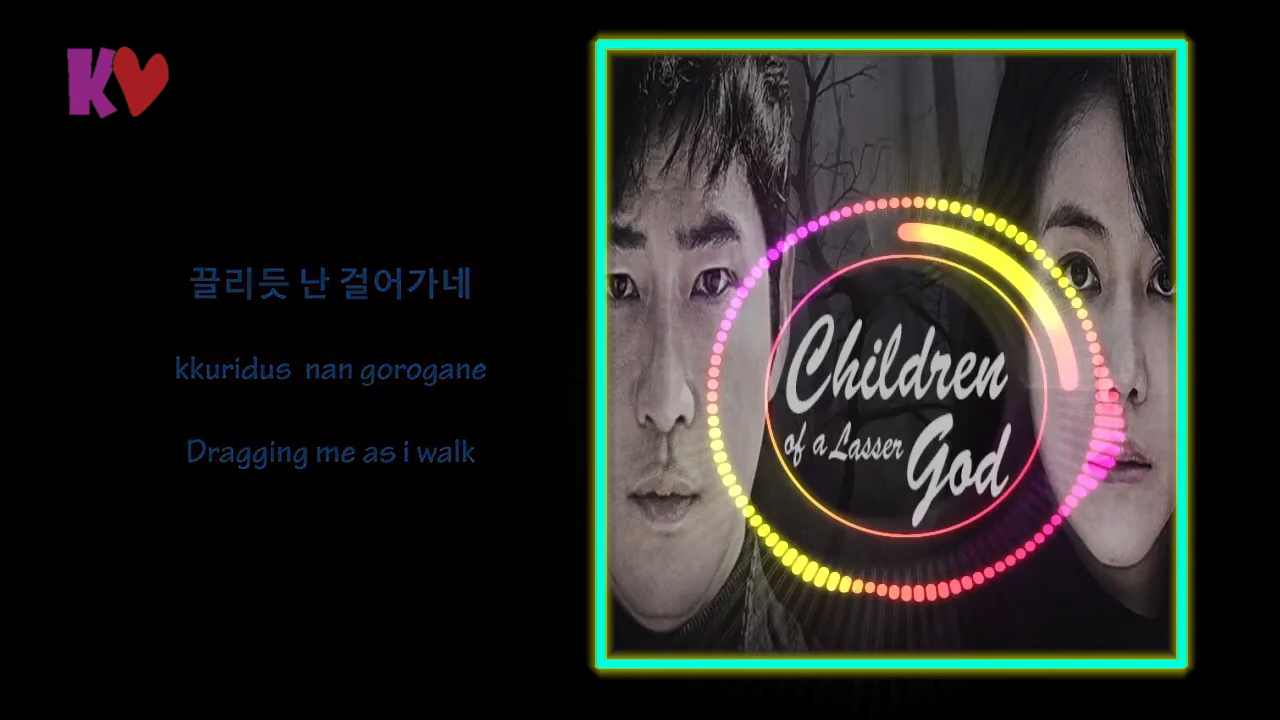 K
끌리듯 난 걸어가네
kkuridus nan gorogane
Dragging me as i walk
Children
of a Lasser
God